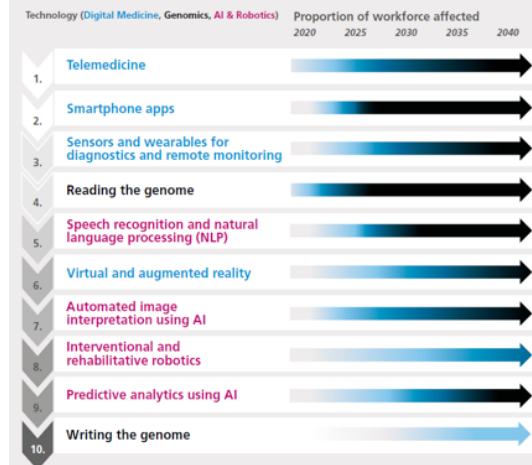 Technology (Digital Medicine, Genomics, AI & Robotics)
Proportion of workforce affected
2020 2025 2030 2035 2040
1. Telemedicine
2. Smartphone apps
3. Sensors and wearables for
diagnostics and remote monitoring
4. Reading the genome
5. Speech recognition and natural
language processing (NLP)
6. Virtual and augmented reality
7. Automated image
interpretation using AI
8. Interventional and
rehabilitative robotics
9. Predictive analytics using AI
10. Writing the genome